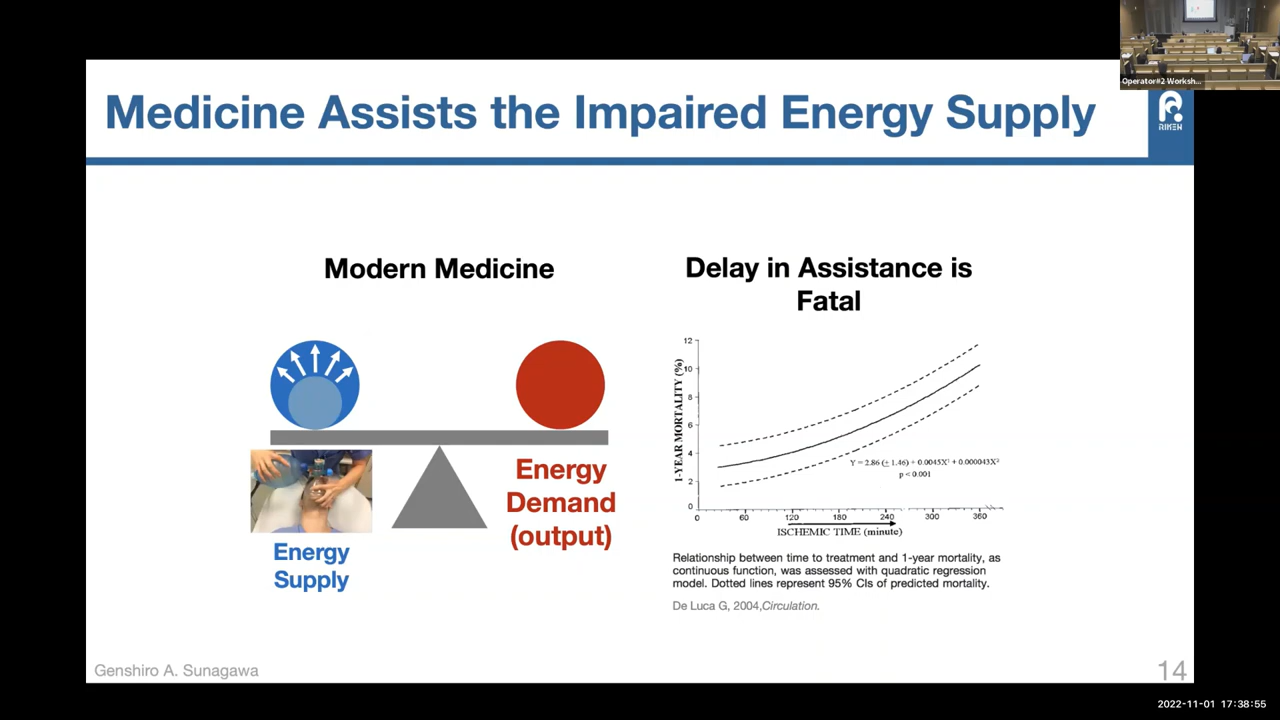 Operator#2 Worksh...
Medicine Assists the Impaired Energy Supply
RIKEN
Modern Medicine
Energy
Supply
Energy
Demand
(output)
Delay in Assistance is
Fatal
1-YEAR MORTALITY (%)
12
10
8
6
4
2
0
Y = 2.86 (± 1.46) + 0.0045X¹ + 0.000043X²
p < 0.001
0 60 120 180 240 300 360
ISCHEMIC TIME (minute)
Relationship between time to treatment and 1-year mortality, as
continuous function, was assessed with quadratic regression
model. Dotted lines represent 95% CIs of predicted mortality.
De Luca G, 2004,Circulation.
Genshiro A. Sunagawa
14
2022-11-01 17:38:55